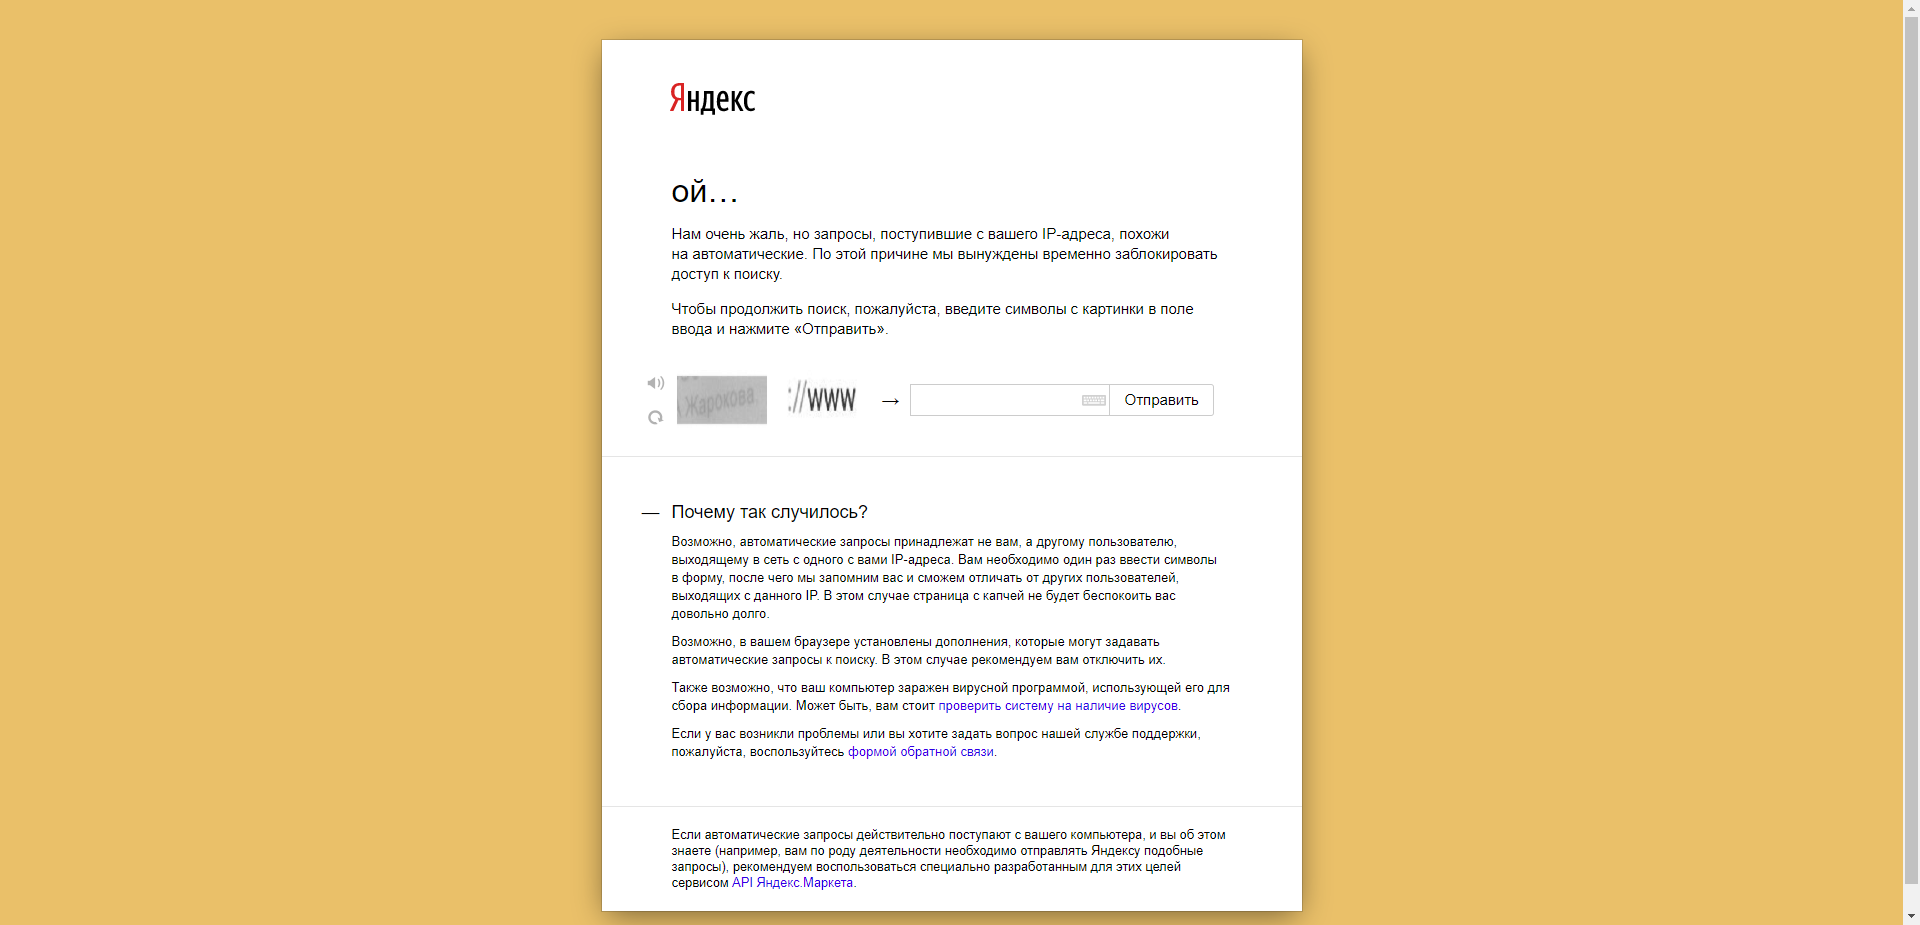 Яндекс
ой…
Нам очень жаль, но запросы, поступившие с вашего IP-адреса, похожи
на автоматические. По этой причине мы вынуждены временно заблокировать
доступ к поиску.
Чтобы продолжить поиск, пожалуйста, введите символы с картинки в поле
ввода и нажмите «Отправить».
Жарохова. ://www → Отправить
— Почему так случилось?
Возможно, автоматические запросы принадлежат не вам, а другому пользователю,
выходящему в сеть с одного с вами IP-адреса. Вам необходимо один раз ввести символы
в форму, после чего мы запомним вас и сможем отличать от других пользователей,
выходящих с данного IP. В этом случае страница с капчей не будет беспокоить вас
довольно долго.
Возможно, в вашем браузере установлены дополнения, которые могут задавать
автоматические запросы к поиску. В этом случае рекомендуем вам отключить их.
Также возможно, что ваш компьютер заражен вирусной программой, использующей его для
сбора информации. Может быть, вам стоит проверить систему на наличие вирусов.
Если у вас возникли проблемы или вы хотите задать вопрос нашей службе поддержки,
пожалуйста, воспользуйтесь формой обратной связи.
Если автоматические запросы действительно поступают с вашего компьютера, и вы об этом
знаете (например, вам по роду деятельности необходимо отправлять Яндексу подобные
запросы), рекомендуем воспользоваться специально разработанным для этих целей
сервисом API Яндекс.Маркета.